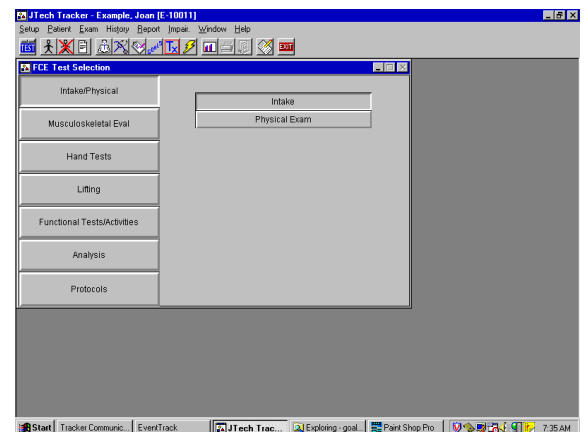 JTech Tracker - Example, Joan [E-10011]
Setup Patient Exam History Report Impair. Window Help
TEST goals Tx EXIT
FCE Test Selection
Intake/Physical
Musculoskeletal Eval
Hand Tests
Lifting
Functional Tests/Activities
Analysis
Protocols
Intake
Physical Exam
Start Tracker Communic... EventTrack JTech Trac... Exploring - goal... Paint Shop Pro 7:35 AM